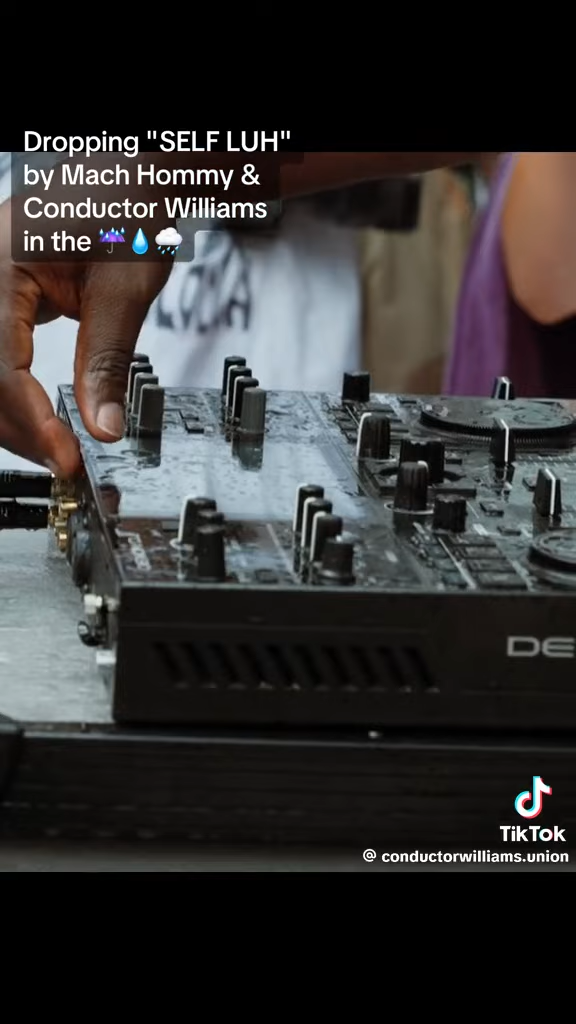 Dropping "SELF LUH"
by Mach Hommy &
Conductor Williams
in the ☔💧🌧️
DE
TikTok
@ conductorwilliams.union